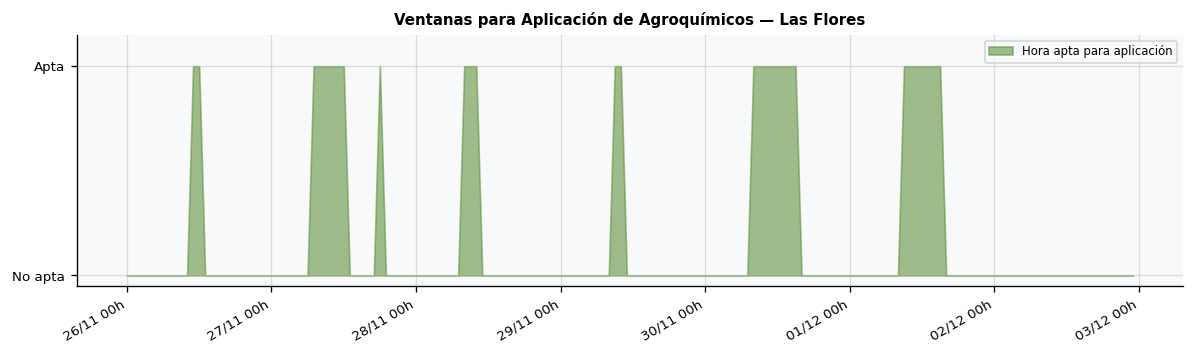 Ventanas para Aplicación de Agroquímicos — Las Flores
Hora apta para aplicación
Apta
No apta
26/11 00h
27/11 00h
28/11 00h
29/11 00h
30/11 00h
01/12 00h
02/12 00h
03/12 00h